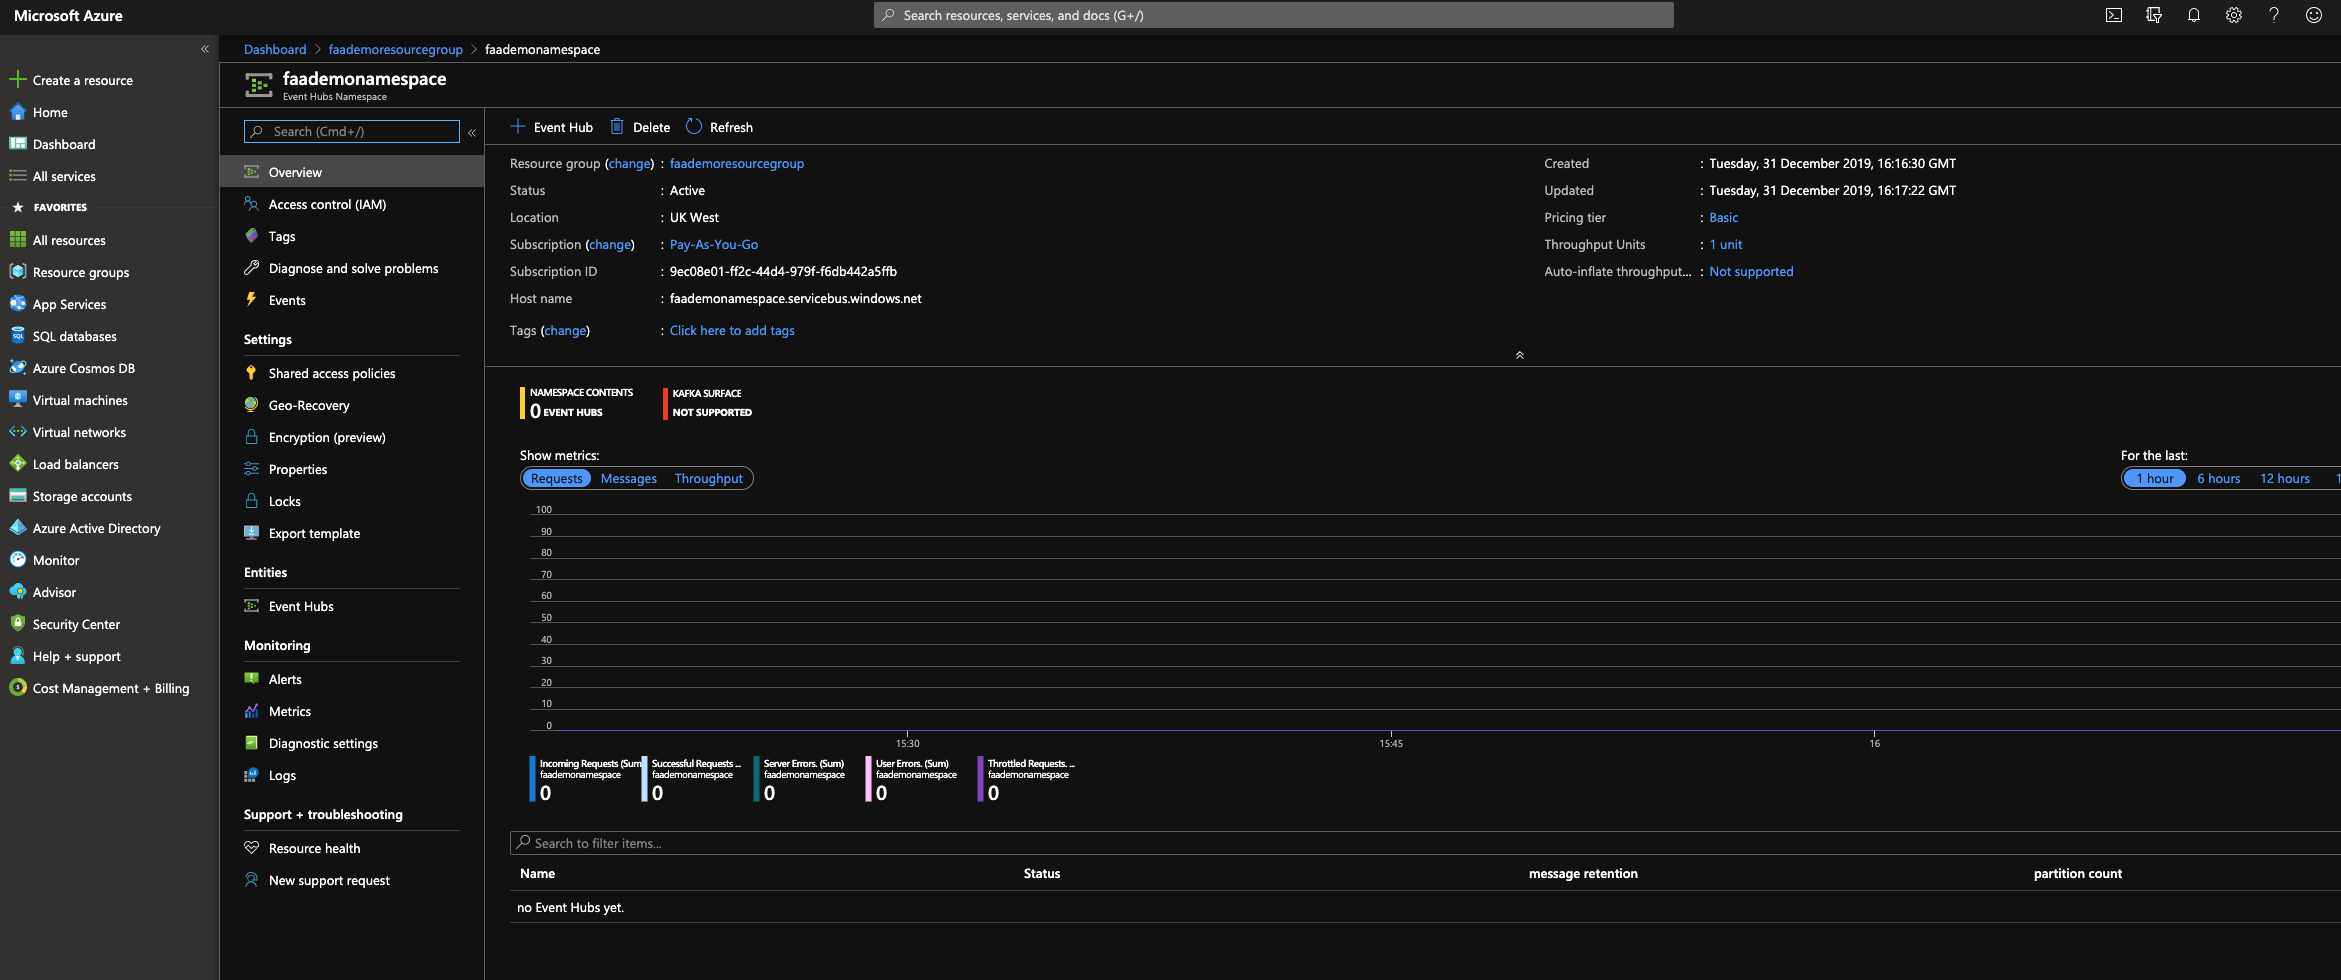 Microsoft Azure
Search resources, services, and docs (G+/)
Dashboard > faademoresourcegroup > faademonamespace
Create a resource
Home
Dashboard
All services
FAVORITES
All resources
Resource groups
App Services
SQL databases
Azure Cosmos DB
Virtual machines
Virtual networks
Load balancers
Storage accounts
Azure Active Directory
Monitor
Advisor
Security Center
Help + support
Cost Management + Billing
faademonamespace
Event Hubs Namespace
Search (Cmd+/)
Overview
Access control (IAM)
Tags
Diagnose and solve problems
Events
Settings
Shared access policies
Geo-Recovery
Encryption (preview)
Properties
Locks
Export template
Entities
Event Hubs
Monitoring
Alerts
Metrics
Diagnostic settings
Logs
Support + troubleshooting
Resource health
New support request
Event Hub Delete Refresh
Resource group (change) : faademoresourcegroup
Status : Active
Location : UK West
Subscription (change) : Pay-As-You-Go
Subscription ID : 9ec08e01-ff2c-44d4-979f-f6db442a5ffb
Host name : faademonamespace.servicebus.windows.net
Tags (change) : Click here to add tags
Created : Tuesday, 31 December 2019, 16:16:30 GMT
Updated : Tuesday, 31 December 2019, 16:17:22 GMT
Pricing tier : Basic
Throughput Units : 1 unit
Auto-inflate throughput... : Not supported
NAMESPACE CONTENTS
0 EVENT HUBS
KAFKA SURFACE
NOT SUPPORTED
Show metrics:
Requests Messages Throughput
For the last:
1 hour 6 hours 12 hours 1
100
90
80
70
60
50
40
30
20
10
0
15:30 15:45 16
Incoming Requests (Sum
faademonamespace
0
Successful Requests ...
faademonamespace
0
Server Errors. (Sum)
faademonamespace
0
User Errors. (Sum)
faademonamespace
0
Throttled Requests. ...
faademonamespace
0
Search to filter items...
Name Status message retention partition count
no Event Hubs yet.